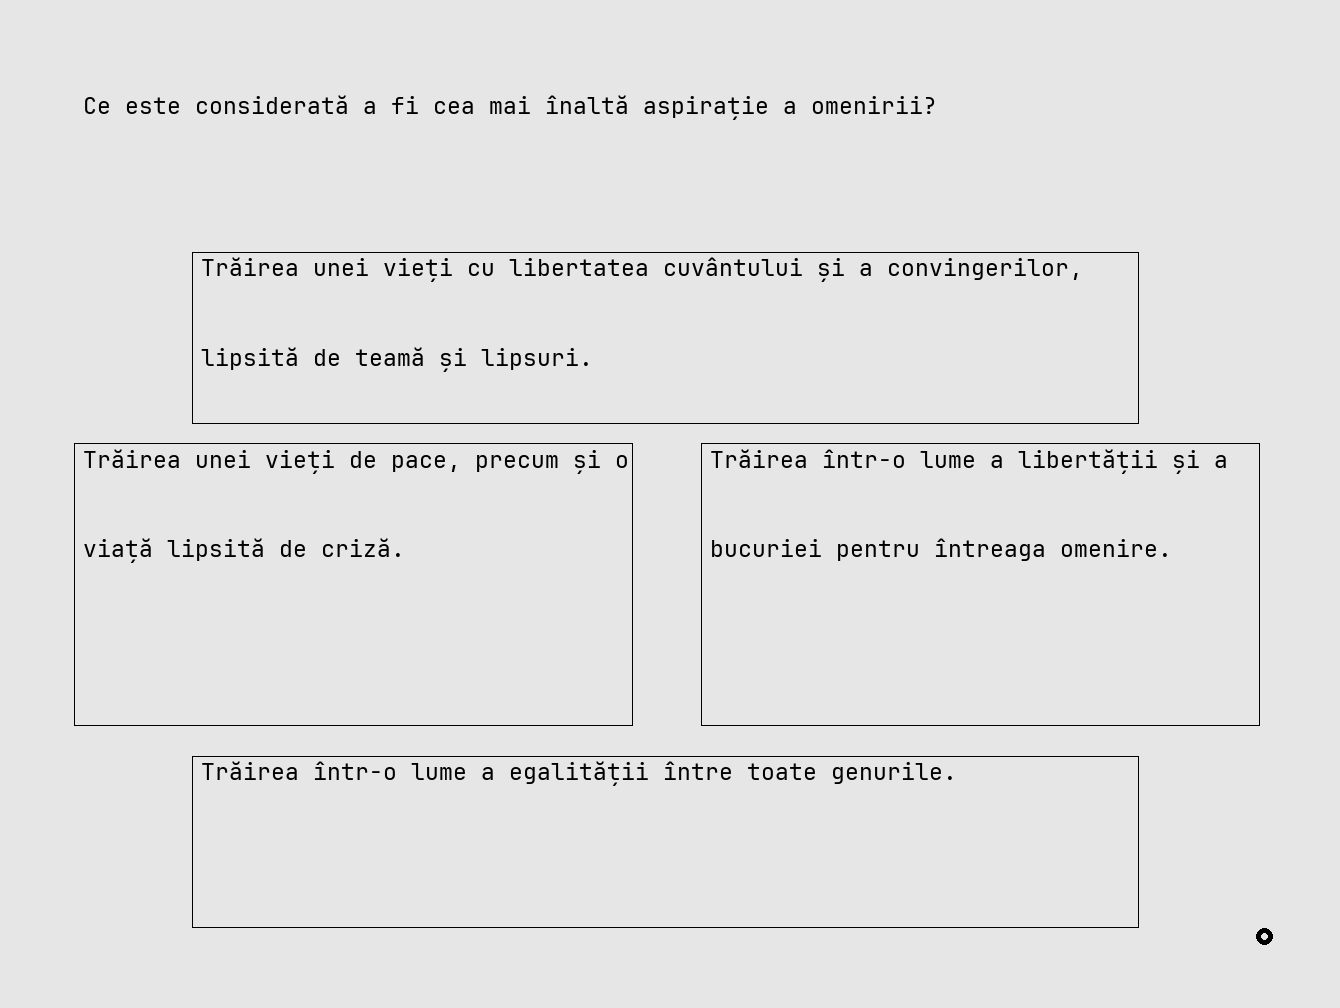 Ce este considerată a fi cea mai înaltă aspirație a omenirii?
Trăirea unei vieți cu libertatea cuvântului și a convingerilor,
lipsită de teamă și lipsuri.
Trăirea unei vieți de pace, precum și o
viață lipsită de criză.
Trăirea într-o lume a libertății și a
bucuriei pentru întreaga omenire.
Trăirea într-o lume a egalității între toate genurile.